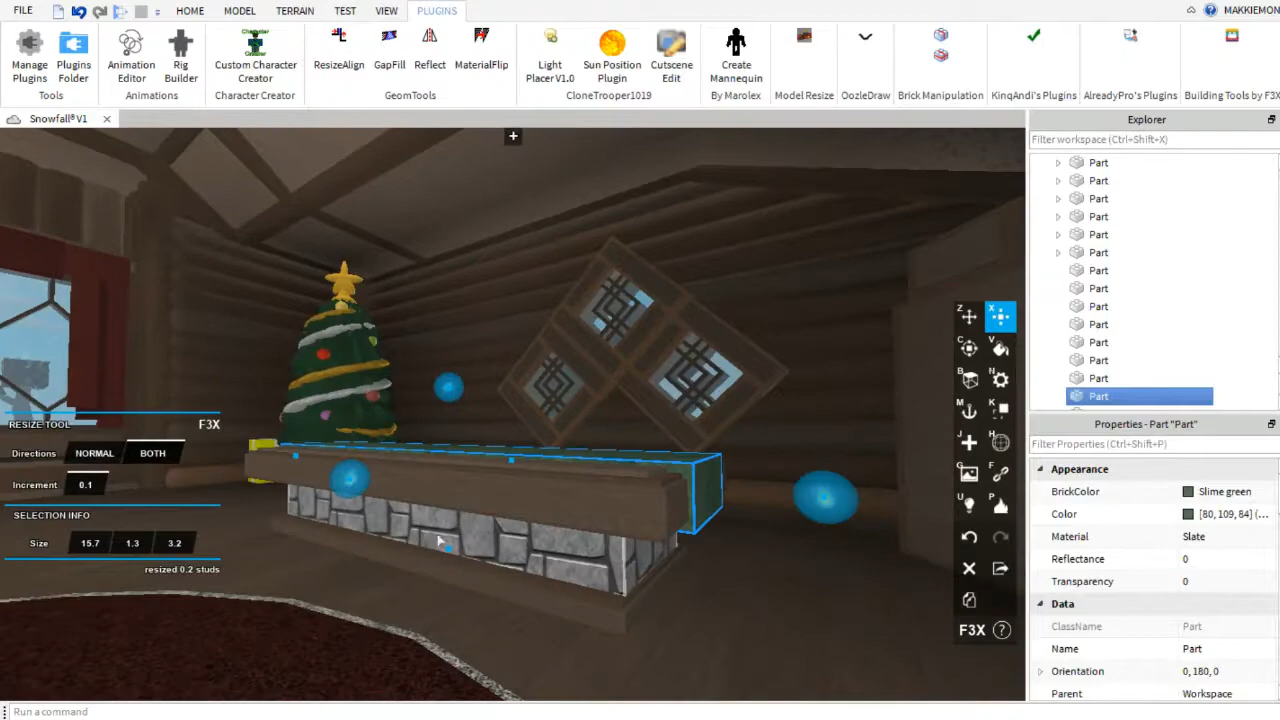 FILE HOME MODEL TERRAIN TEST VIEW PLUGINS MAKKIEMON
Manage Plugins
Plugins Folder
Animation Editor
Rig Builder
Custom Character Creator
ResizeAlign
GapFill
Reflect
MaterialFlip
Light Placer V1.0
Sun Position Plugin
Cutscene Edit
Create Mannequin
Tools Animations Character Creator GeomTools CloneTrooper1019 By Marolex Model Resize OozleDraw Brick Manipulation KinqAndi's Plugins AlreadyPro's Plugins Building Tools by F3X
Snowfall® V1
Explorer
Filter workspace (Ctrl+Shift+X)
Part
Part
Part
Part
Part
Part
Part
Part
Part
Part
Part
Part
Part
Part
Z X
C V
B N
M K
J H
G F
U P
F3X ?
RESIZE TOOL F3X
Directions NORMAL BOTH
Increment 0.1
SELECTION INFO
Size 15.7 1.3 3.2
resized 0.2 studs
Properties - Part "Part"
Filter Properties (Ctrl+Shift+P)
Appearance
BrickColor Slime green
Color [80, 109, 84] (...
Material Slate
Reflectance 0
Transparency 0
Data
ClassName Part
Name Part
Orientation 0, 180, 0
Parent Workspace
Run a command